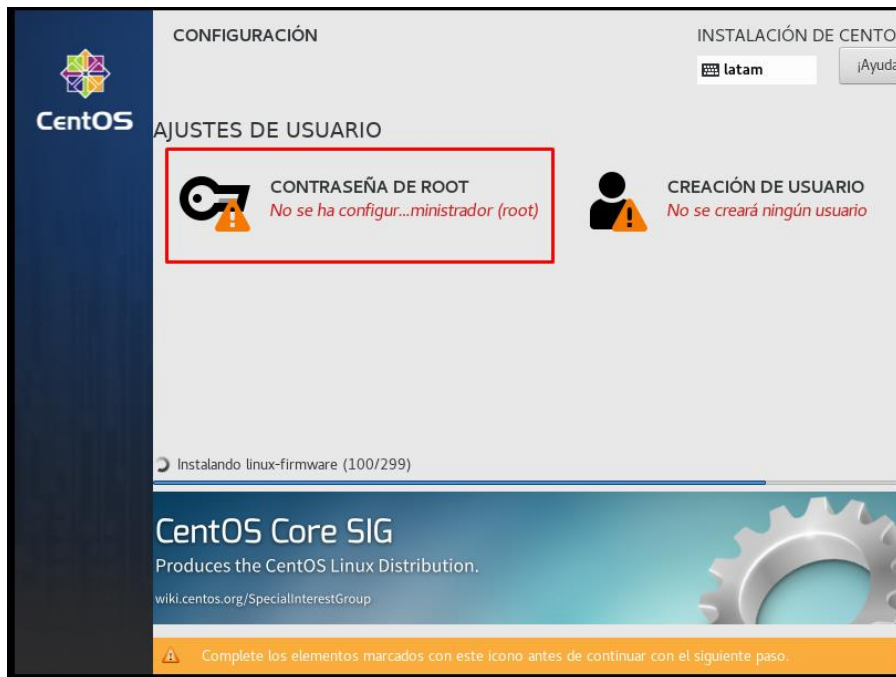 CONFIGURACIÓN
INSTALACIÓN DE CENTO
latam
¡Ayuda
CentOS
AJUSTES DE USUARIO
CONTRASEÑA DE ROOT
No se ha configur...ministrador (root)
CREACIÓN DE USUARIO
No se creará ningún usuario
Instalando linux-firmware (100/299)
CentOS Core SIG
Produces the CentOS Linux Distribution.
wiki.centos.org/SpecialInterestGroup
Complete los elementos marcados con este icono antes de continuar con el siguiente paso.